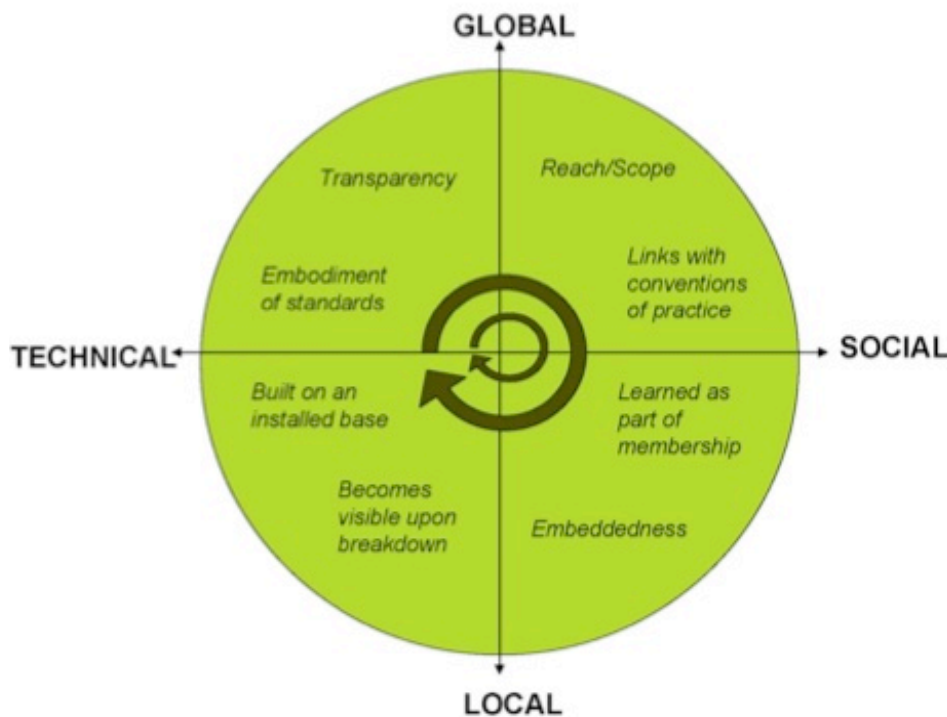 GLOBAL
Transparency
Reach/Scope
Embodiment
of standards
Links with
conventions
of practice
TECHNICAL
SOCIAL
Built on an
installed base
Learned as
part of
membership
Becomes
visible upon
breakdown
Embeddedness
LOCAL